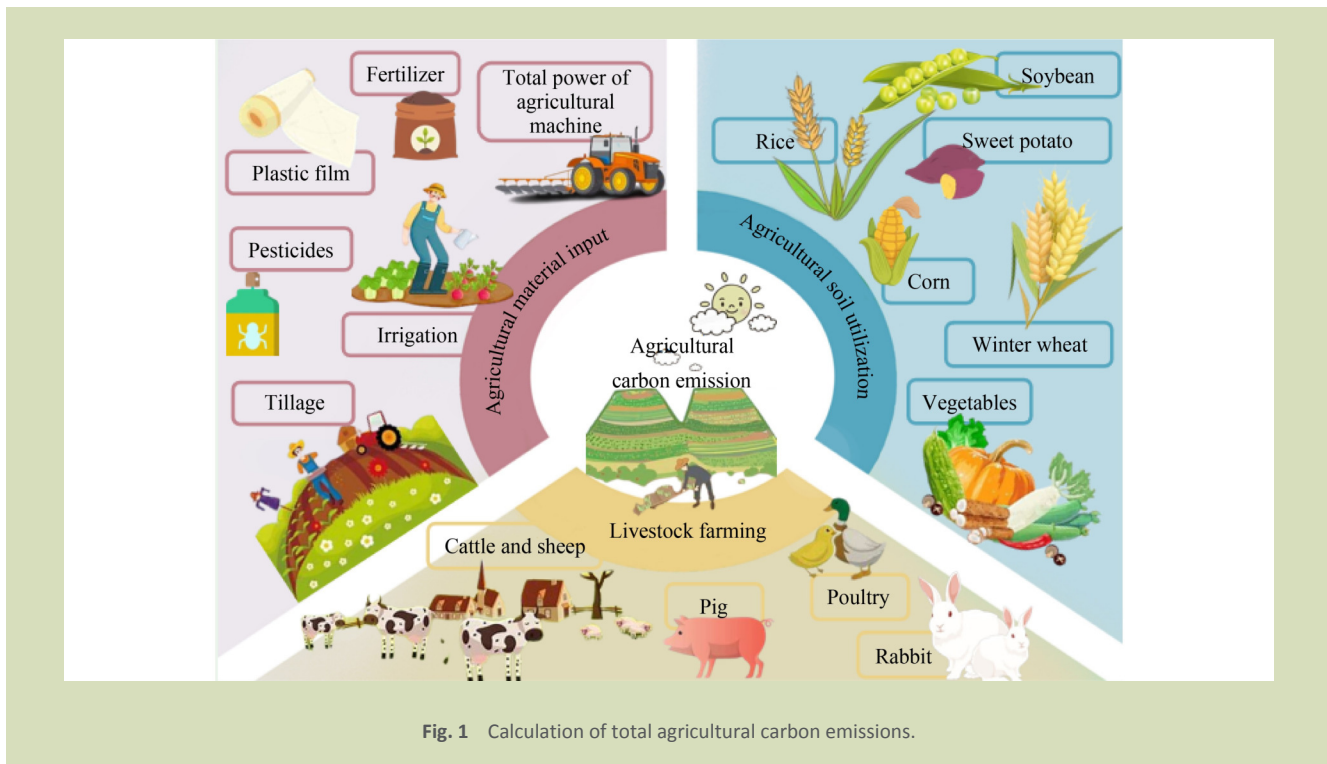 Fertilizer
Total power of
agricultural
machine
Plastic film
Pesticides
Irrigation
Tillage
Agricultural material input
Soybean
Rice
Sweet potato
Corn
Winter wheat
Vegetables
Agricultural soil utilization
Agricultural
carbon emission
Livestock farming
Cattle and sheep
Pig
Poultry
Rabbit
Fig. 1 Calculation of total agricultural carbon emissions.